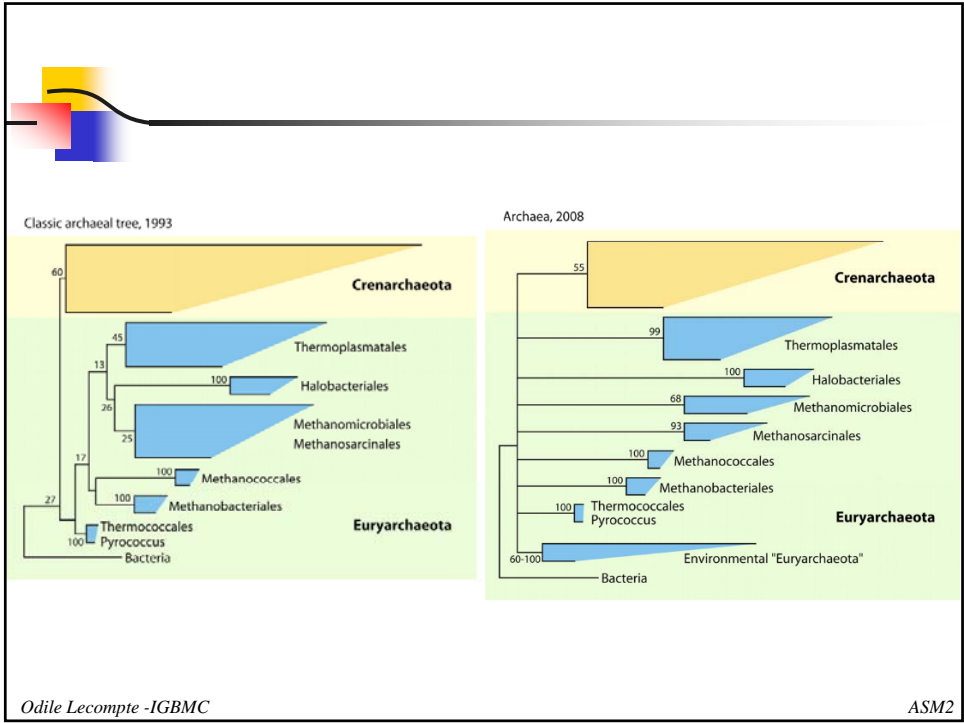 Classic archaeal tree, 1993
60
Crenarchaeota
45
Thermoplasmatales
13
100
Halobacteriales
26
Methanomicrobiales
25
Methanosarcinales
17
100
Methanococcales
100
Methanobacteriales
27
Thermococcales
Euryarchaeota
100
Pyrococcus
Bacteria
Archaea, 2008
55
Crenarchaeota
99
Thermoplasmatales
100
Halobacteriales
68
Methanomicrobiales
93
Methanosarcinales
100
Methanococcales
100
Methanobacteriales
100
Thermococcales
Pyrococcus
Euryarchaeota
60-100
Environmental "Euryarchaeota"
Bacteria
Odile Lecompte -IGBMC
ASM2